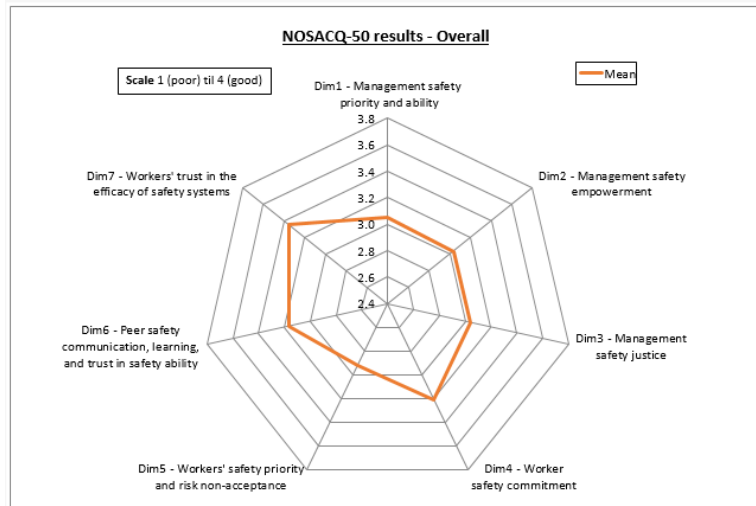 NOSACQ-50 results - Overall
Scale 1 (poor) til 4 (good)
Mean
Dim1 - Management safety
priority and ability
3.8
3.6
3.4
3.2
3.0
2.8
2.6
2.4
Dim2 - Management safety
empowerment
Dim3 - Management
safety justice
Dim4 - Worker
safety commitment
Dim5 - Workers' safety priority
and risk non-acceptance
Dim6 - Peer safety
communication, learning,
and trust in safety ability
Dim7 - Workers' trust in the
efficacy of safety systems